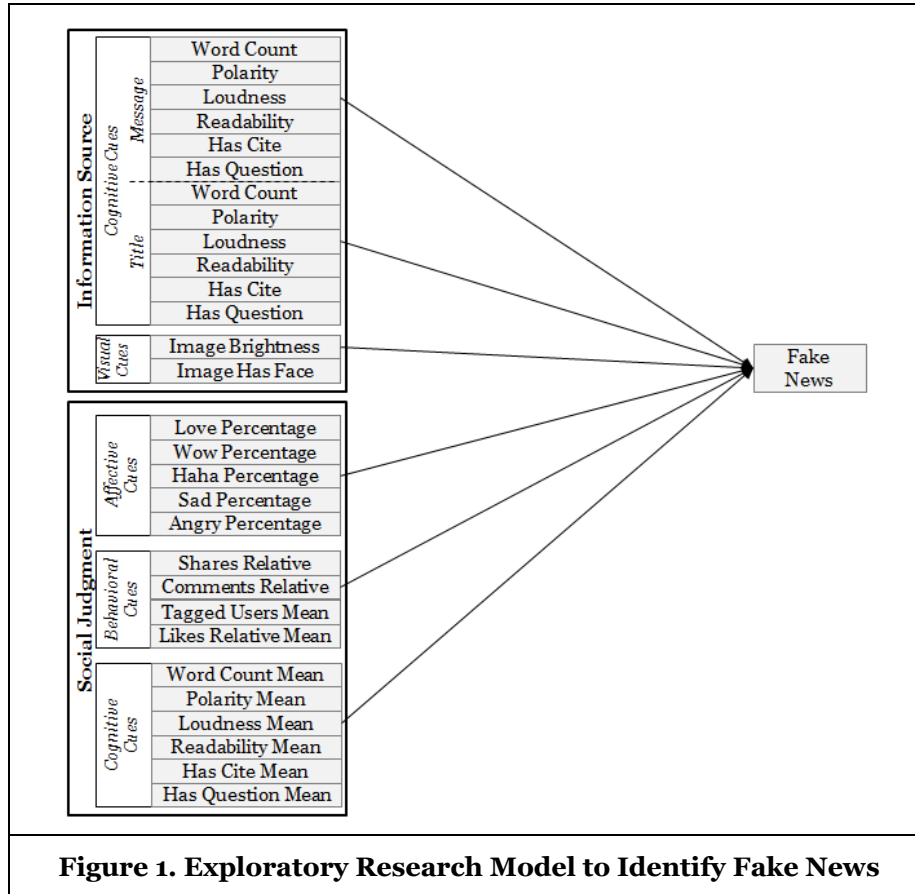 Information Source
Cognitive Cues
Message
Word Count
Polarity
Loudness
Readability
Has Cite
Has Question
Title
Word Count
Polarity
Loudness
Readability
Has Cite
Has Question
Visual
Cues
Image Brightness
Image Has Face
Social Judgment
Affective
Cues
Love Percentage
Wow Percentage
Haha Percentage
Sad Percentage
Angry Percentage
Behavioral
Cues
Shares Relative
Comments Relative
Tagged Users Mean
Likes Relative Mean
Cognitive
Cues
Word Count Mean
Polarity Mean
Loudness Mean
Readability Mean
Has Cite Mean
Has Question Mean
Fake
News
Figure 1. Exploratory Research Model to Identify Fake News